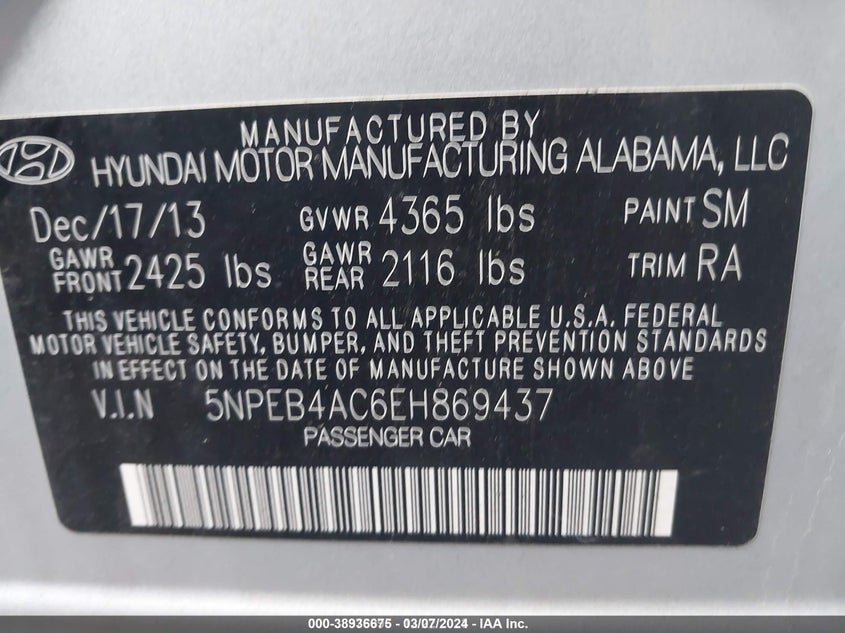 MANUFACTURED BY
HYUNDAI MOTOR MANUFACTURING ALABAMA, LLC
Dec/17/13 GVWR 4365 lbs PAINT SM
GAWR FRONT 2425 lbs GAWR REAR 2116 lbs TRIM RA
THIS VEHICLE CONFORMS TO ALL APPLICABLE U.S.A. FEDERAL
MOTOR VEHICLE SAFETY, BUMPER, AND THEFT PREVENTION STANDARDS
IN EFFECT ON THE DATE OF MANUFACTURE SHOWN ABOVE
V.I.N 5NPEB4AC6EH869437
PASSENGER CAR
000-38936675 - 03/07/2024 - IAA Inc.